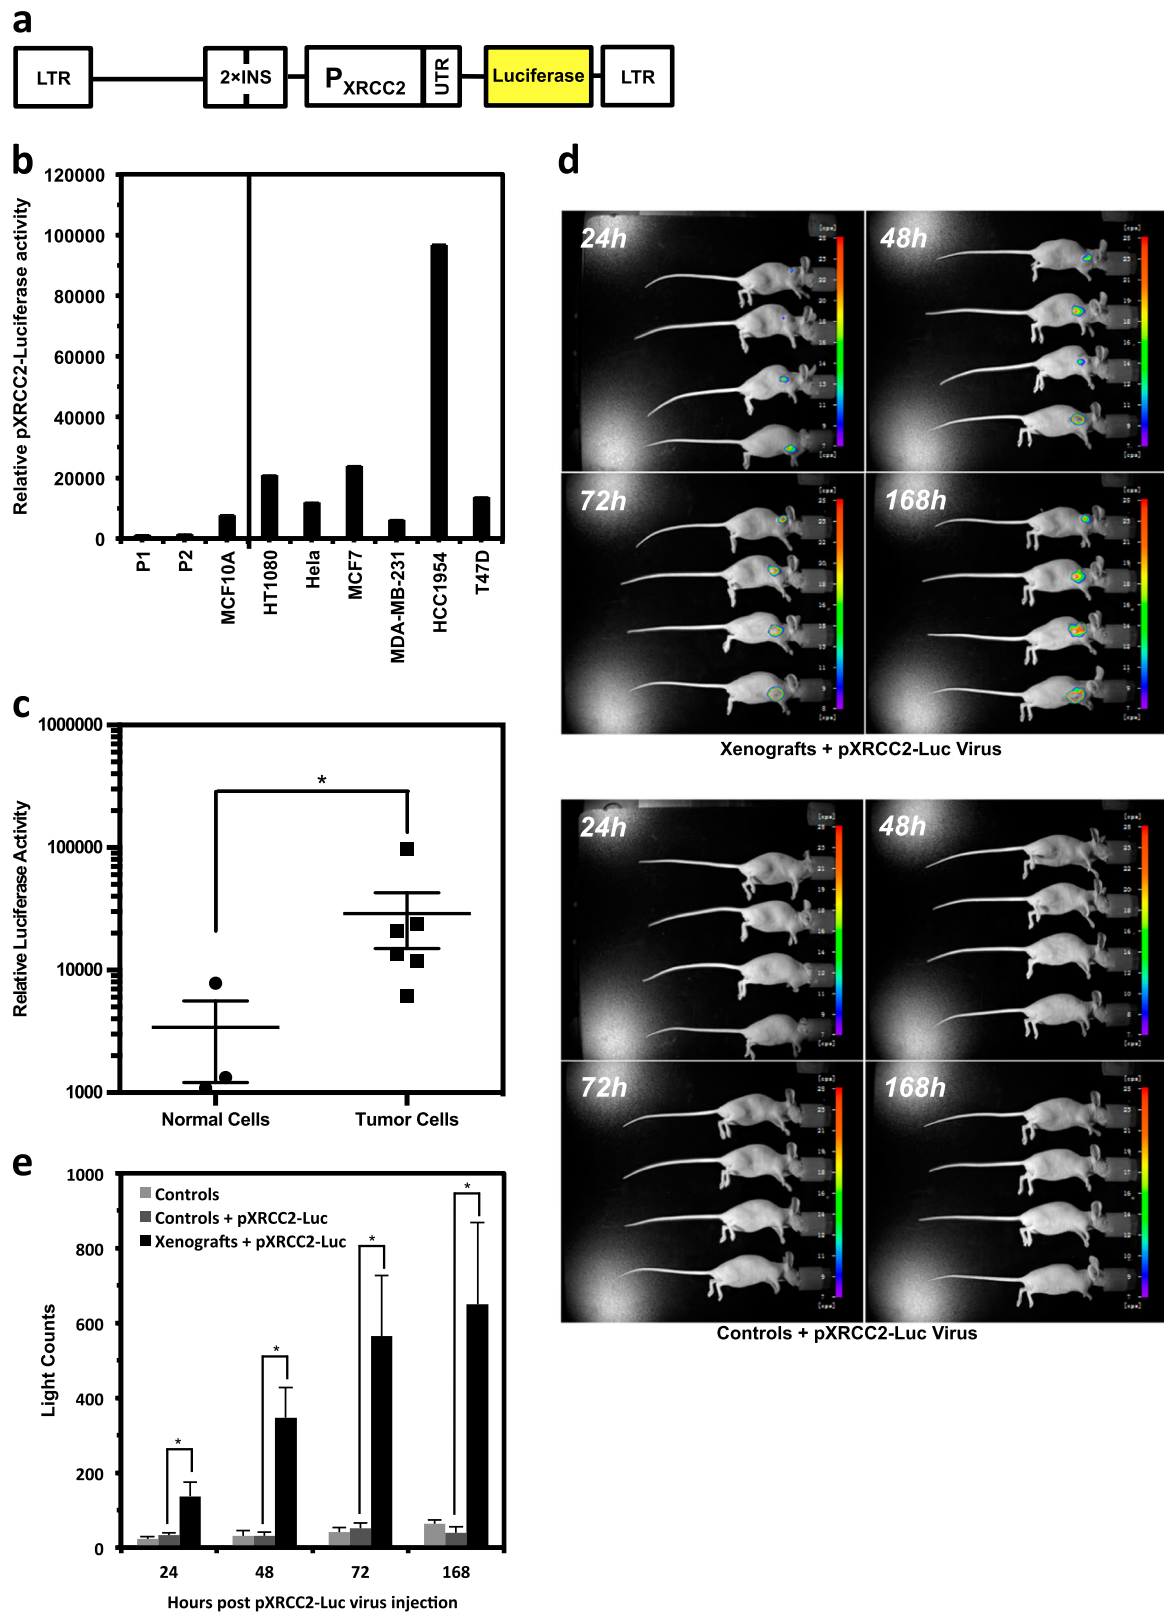 a
LTR
2×INS
PXRCC2
UTR
Luciferase
LTR
b
Relative pXRCC2-Luciferase activity
120000
100000
80000
60000
40000
20000
0
P1
P2
MCF10A
HT1080
Hela
MCF7
MDA-MB-231
HCC1954
T47D
c
Relative Luciferase Activity
1000000
100000
10000
1000
*
Normal Cells
Tumor Cells
d
24h
48h
72h
168h
Xenografts + pXRCC2-Luc Virus
24h
48h
72h
168h
Controls + pXRCC2-Luc Virus
e
Light Counts
1000
800
600
400
200
0
Controls
Controls + pXRCC2-Luc
Xenografts + pXRCC2-Luc
*
*
*
*
24
48
72
168
Hours post pXRCC2-Luc virus injection